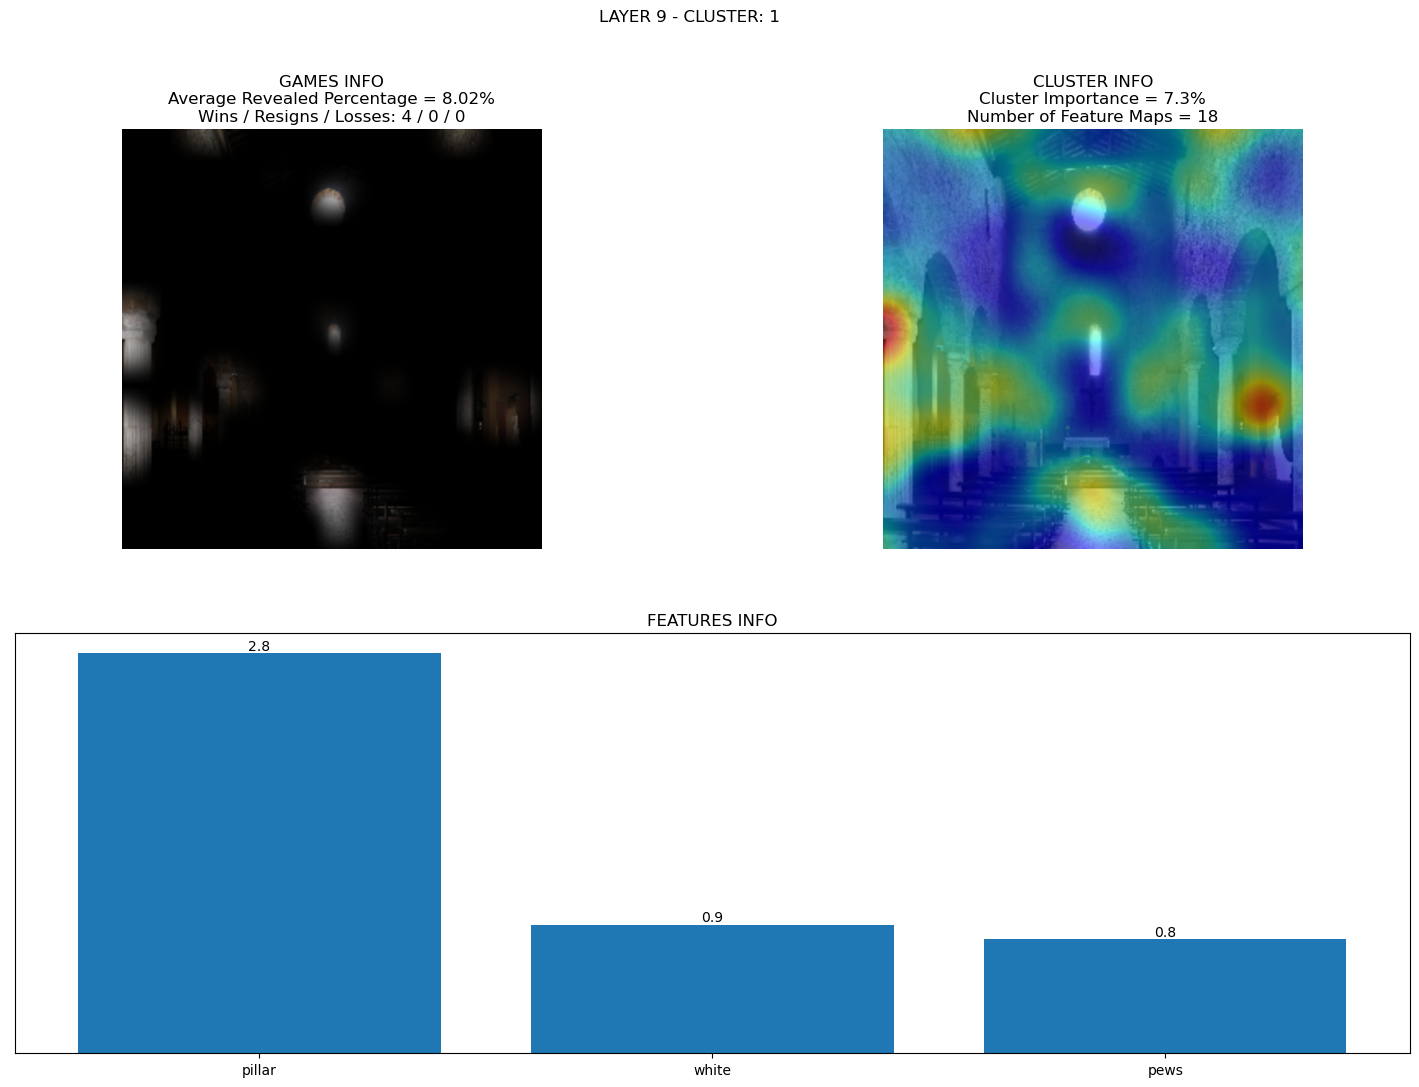 LAYER 9 - CLUSTER: 1
GAMES INFO
Average Revealed Percentage = 8.02%
Wins / Resigns / Losses: 4 / 0 / 0
CLUSTER INFO
Cluster Importance = 7.3%
Number of Feature Maps = 18
FEATURES INFO
2.8
0.9
0.8
pillar
white
pews